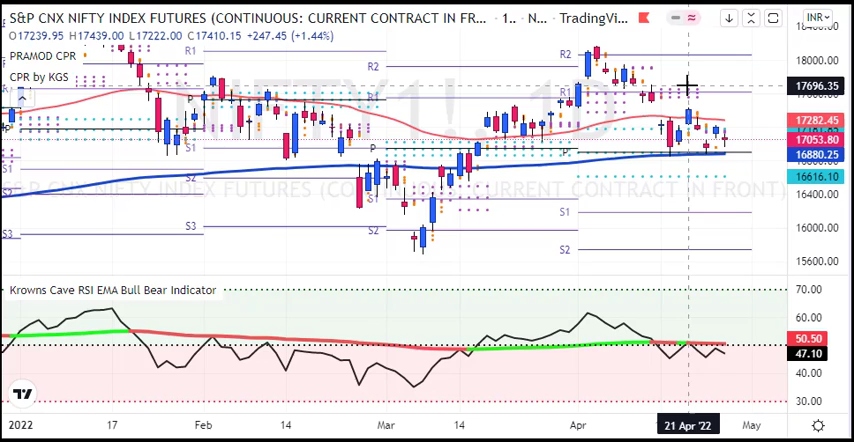 S&P CNX NIFTY INDEX FUTURES (CONTINUOUS: CURRENT CONTRACT IN FR... · 1.. · N... · TradingVi...
INR
O17239.95 H17439.00 L17222.00 C17410.15 +247.45 (+1.44%)
PRAMOD CPR
CPR by KGS
R1
R2
R2
18000.00
17696.35
R1
R1
P
17282.45
17053.80
P
P
16880.25
S1
16616.10
S1
S2
S1
S1
16400.00
S2
S2
S3
S3
S2
15600.00
Krowns Cave RSI EMA Bull Bear Indicator
70.00
60.00
50.50
47.10
40.00
30.00
2022
17
Feb
14
Mar
14
Apr
21 Apr '22
May